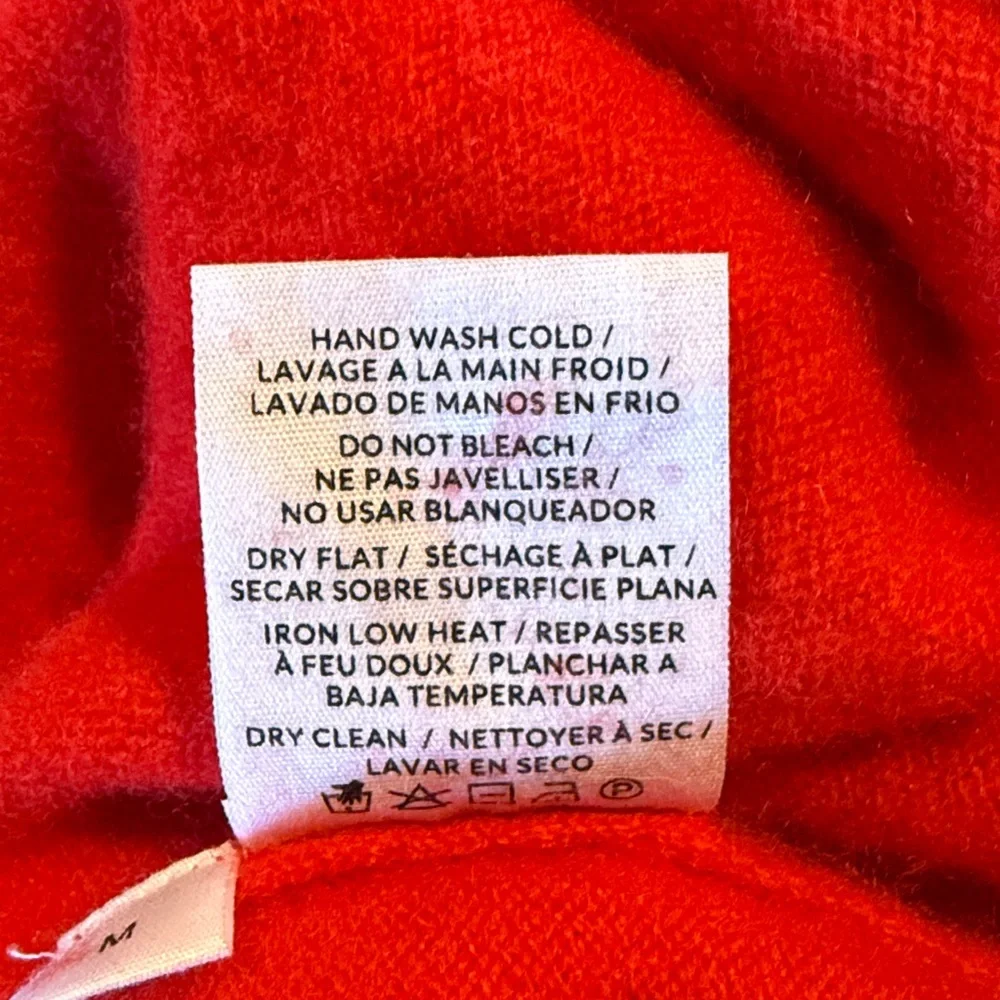 HAND WASH COLD /
LAVAGE A LA MAIN FROID /
LAVADO DE MANOS EN FRIO
DO NOT BLEACH /
NE PAS JAVELLISER /
NO USAR BLANQUEADOR
DRY FLAT / SÉCHAGE À PLAT /
SECAR SOBRE SUPERFICIE PLANA
IRON LOW HEAT / REPASSER
À FEU DOUX / PLANCHAR A
BAJA TEMPERATURA
DRY CLEAN / NETTOYER À SEC /
LAVAR EN SECO
P
M